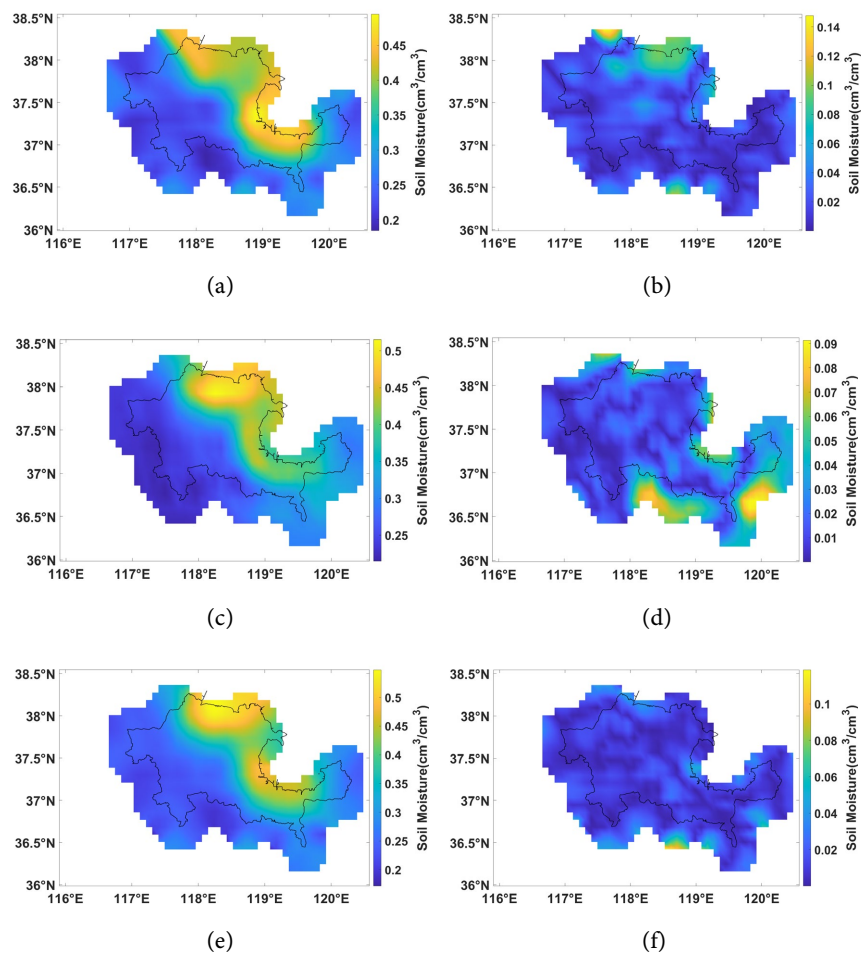 38.5°N
38°N
37.5°N
37°N
36.5°N
36°N
116°E 117°E 118°E 119°E 120°E
0.45
0.4
0.35
0.3
0.25
0.2
Soil Moisture(cm³/cm³)
(a)
38.5°N
38°N
37.5°N
37°N
36.5°N
36°N
116°E 117°E 118°E 119°E 120°E
0.14
0.12
0.1
0.08
0.06
0.04
0.02
Soil Moisture(cm³/cm³)
(b)
38.5°N
38°N
37.5°N
37°N
36.5°N
36°N
116°E 117°E 118°E 119°E 120°E
0.5
0.45
0.4
0.35
0.3
0.25
Soil Moisture(cm³/cm³)
(c)
38.5°N
38°N
37.5°N
37°N
36.5°N
36°N
116°E 117°E 118°E 119°E 120°E
0.09
0.08
0.07
0.06
0.05
0.04
0.03
0.02
0.01
Soil Moisture(cm³/cm³)
(d)
38.5°N
38°N
37.5°N
37°N
36.5°N
36°N
116°E 117°E 118°E 119°E 120°E
0.5
0.45
0.4
0.35
0.3
0.25
0.2
Soil Moisture(cm³/cm³)
(e)
38.5°N
38°N
37.5°N
37°N
36.5°N
36°N
116°E 117°E 118°E 119°E 120°E
0.1
0.08
0.06
0.04
0.02
Soil Moisture(cm³/cm³)
(f)